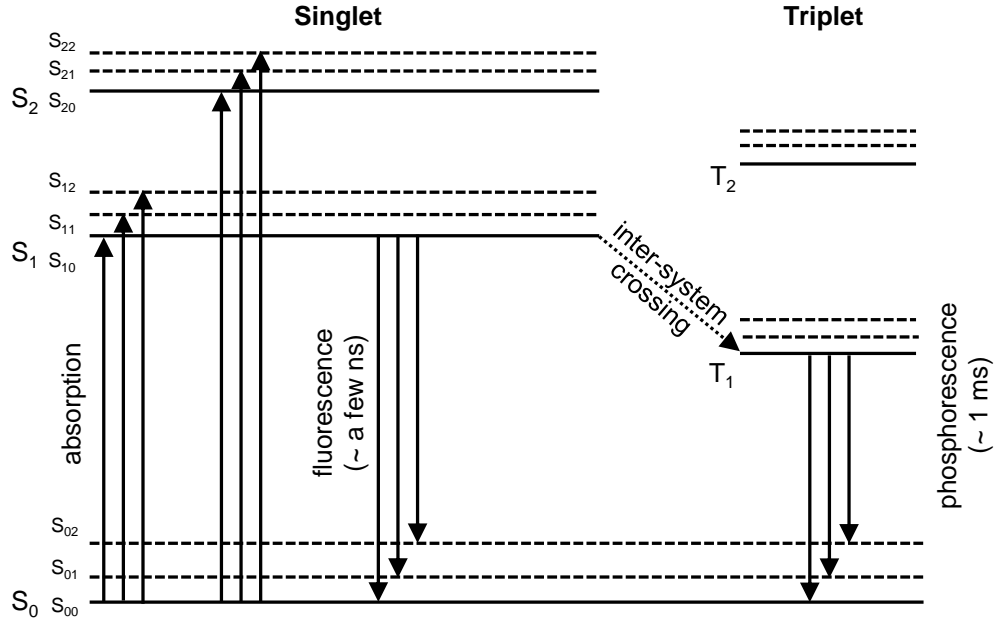 Singlet
Triplet
S22
S21
S2 S20
S12
S11
S1 S10
T2
inter-system
crossing
T1
absorption
fluorescence
(~ a few ns)
phosphorescence
(~ 1 ms)
S02
S01
S0 S00